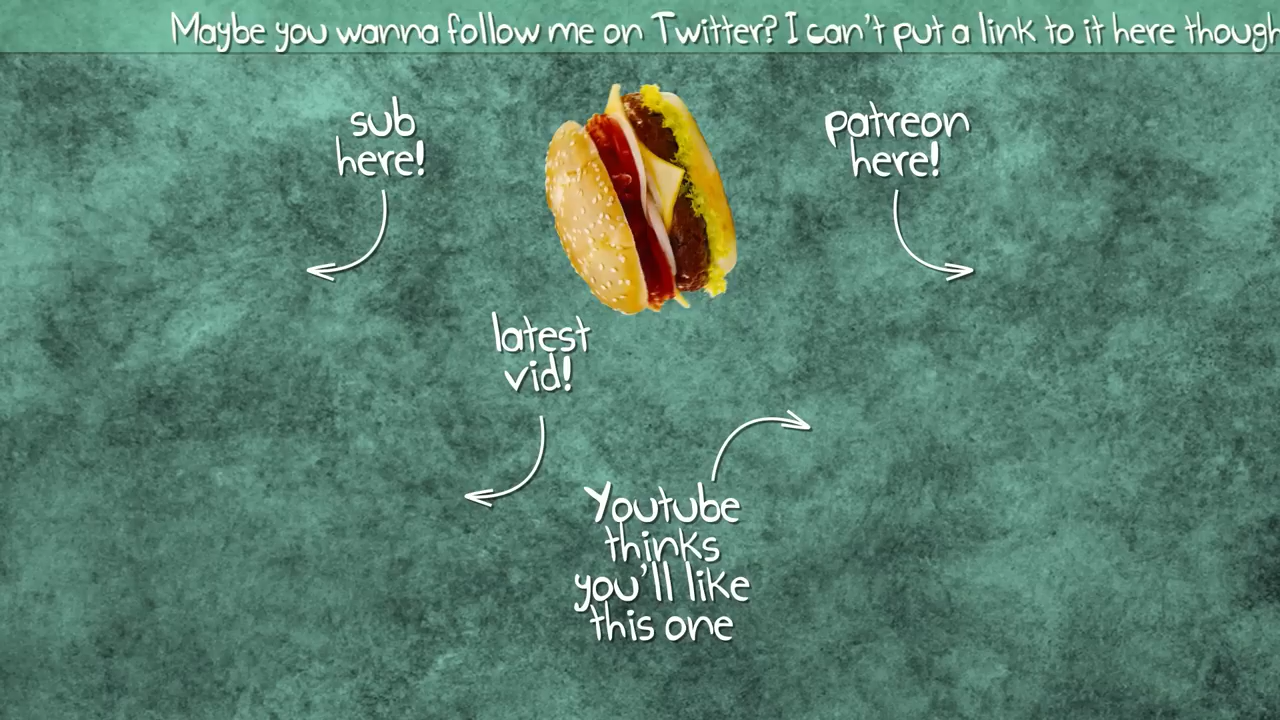 Maybe you wanna follow me on Twitter? I can't put a link to it here though
sub
here!
patreon
here!
latest
vid!
Youtube
thinks
you'll like
this one